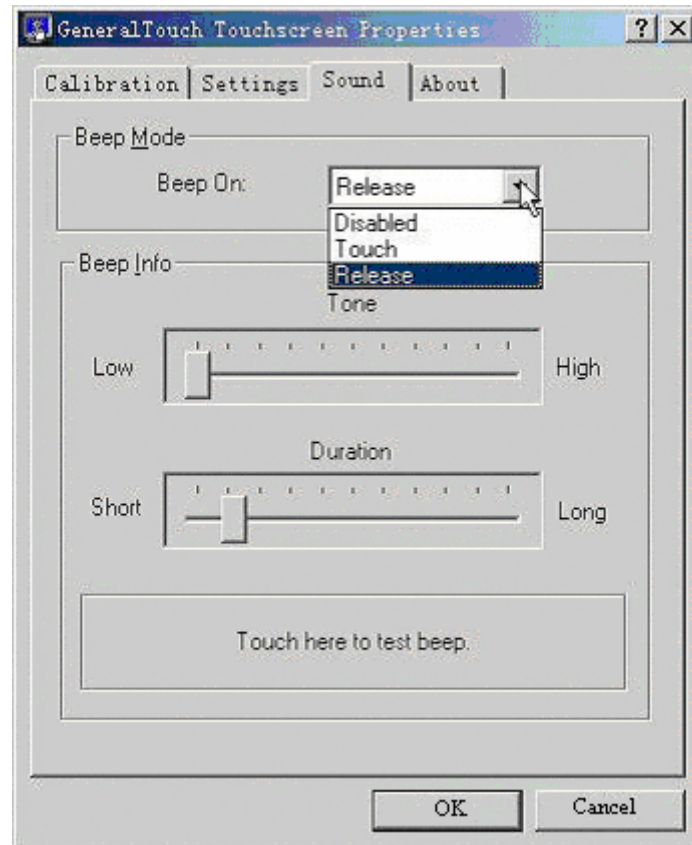 GeneralTouch Touchscreen Properties
Calibration Settings Sound About
Beep Mode
Beep On: Release
Disabled
Touch
Release
Beep Info
Tone
Low High
Duration
Short Long
Touch here to test beep.
OK Cancel